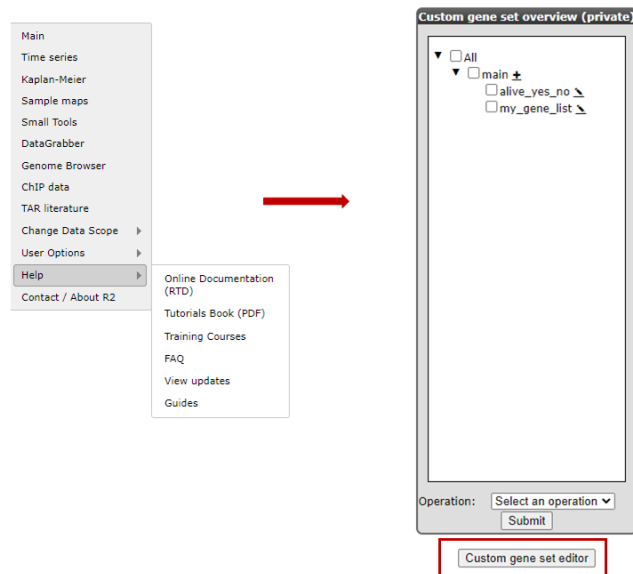 Main
Time series
Kaplan-Meier
Sample maps
Small Tools
DataGrabber
Genome Browser
ChIP data
TAR literature
Change Data Scope
User Options
Help
Contact / About R2
Online Documentation
(RTD)
Tutorials Book (PDF)
Training Courses
FAQ
View updates
Guides
Custom gene set overview (private)
All
main +
alive_yes_no
my_gene_list
Operation: Select an operation
Submit
Custom gene set editor